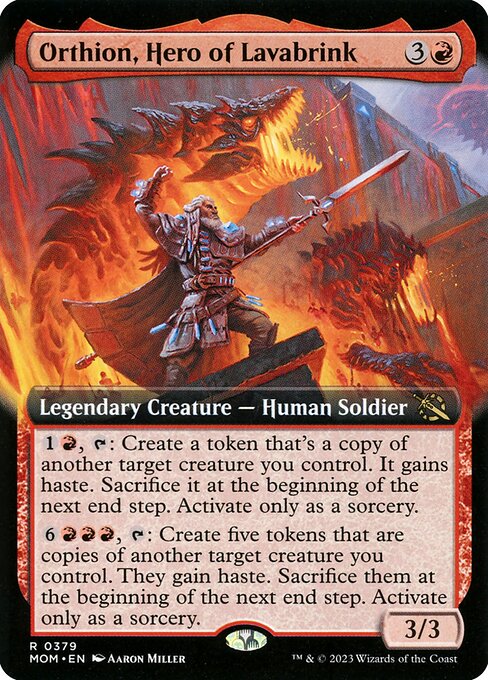 Orthion, Hero of Lavabrink 3
Legendary Creature — Human Soldier
1 , : Create a token that's a copy of
another target creature you control. It gains
haste. Sacrifice it at the beginning of the
next end step. Activate only as a sorcery.
6 , : Create five tokens that are
copies of another target creature you
control. They gain haste. Sacrifice them at
the beginning of the next end step. Activate
only as a sorcery.
3/3
R 0379
MOM • EN Aaron Miller
™ & © 2023 Wizards of the Coast